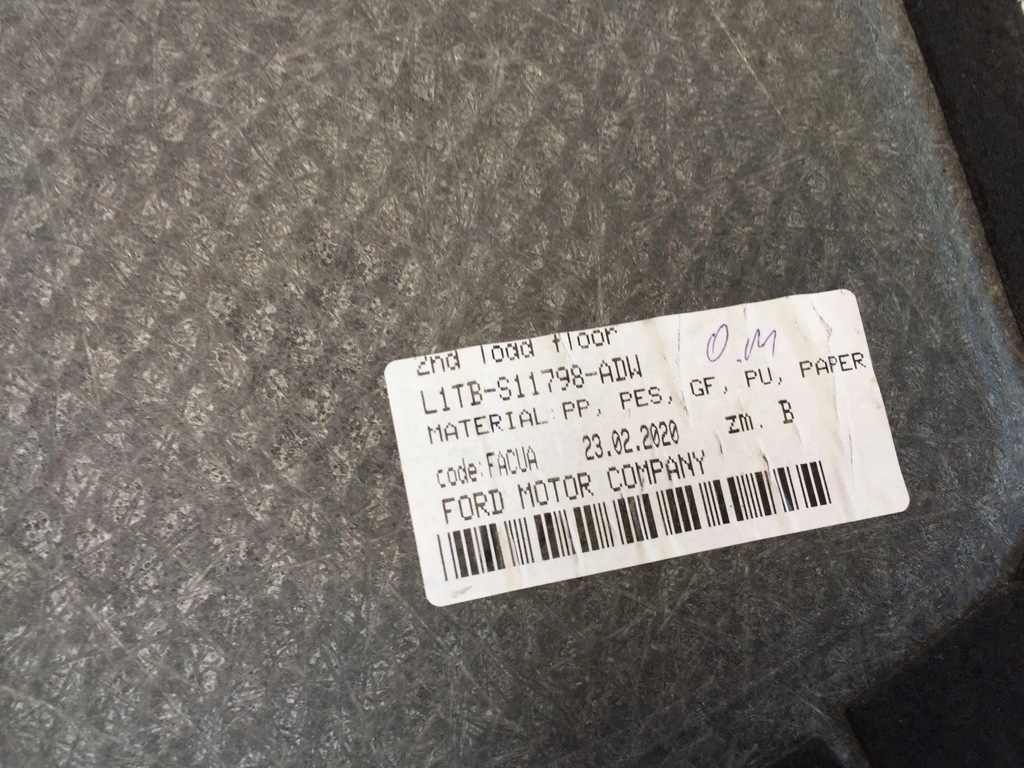 2nd load floor
O.M
L1TB-S11798-ADW
MATERIAL:PP, PES, GF, PU, PAPER
code:FACUA 23.02.2020 zm. B
FORD MOTOR COMPANY